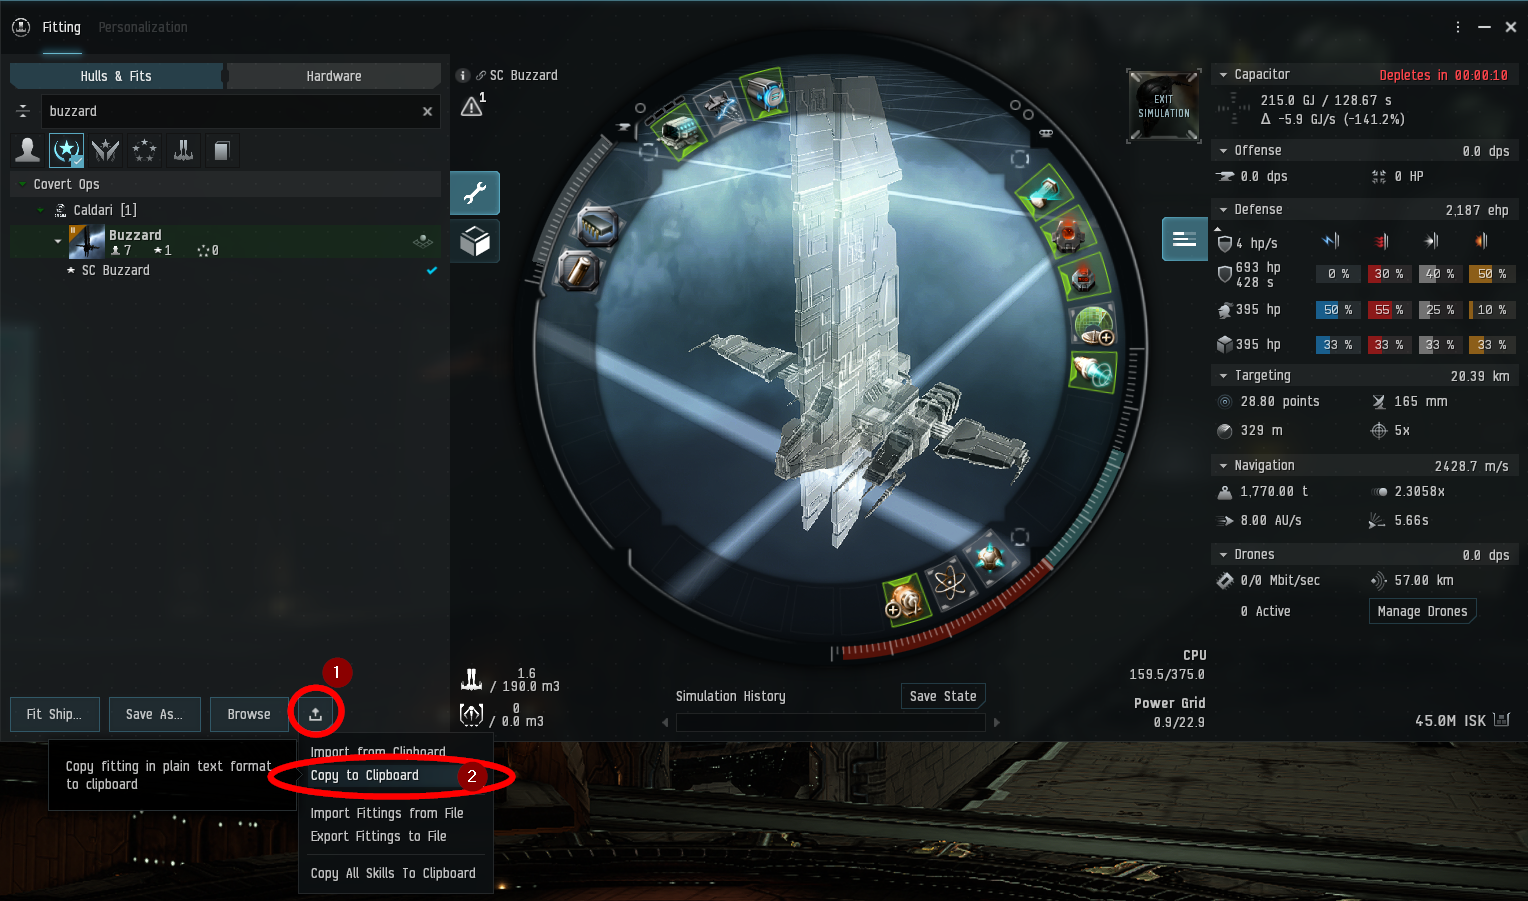 Fitting
Personalization
Hulls & Fits
Hardware
buzzard
Covert Ops
Caldari [1]
Buzzard
7
1
0
SC Buzzard
SC Buzzard
1
EXIT
SIMULATION
Capacitor
Depletes in 00:00:10
215.0 GJ / 128.67 s
Δ -5.9 GJ/s (-141.2%)
Offense
0.0 dps
0.0 dps
0 HP
Defense
2,187 ehp
4 hp/s
693 hp
428 s
0 %
30 %
40 %
50 %
395 hp
50 %
55 %
25 %
10 %
395 hp
33 %
33 %
33 %
33 %
Targeting
20.39 km
28.80 points
165 mm
329 m
5x
Navigation
2428.7 m/s
1,770.00 t
2.3058x
8.00 AU/s
5.66s
Drones
0.0 dps
0/0 Mbit/sec
57.00 km
0 Active
Manage Drones
CPU
159.5/375.0
Power Grid
0.9/22.9
45.0M ISK
1.6
/ 190.0 m3
0
/ 0.0 m3
Simulation History
Save State
1
Fit Ship...
Save As...
Browse
Copy fitting in plain text format
to clipboard
Import from Clipboard
Copy to Clipboard
2
Import Fittings from File
Export Fittings to File
Copy All Skills To Clipboard